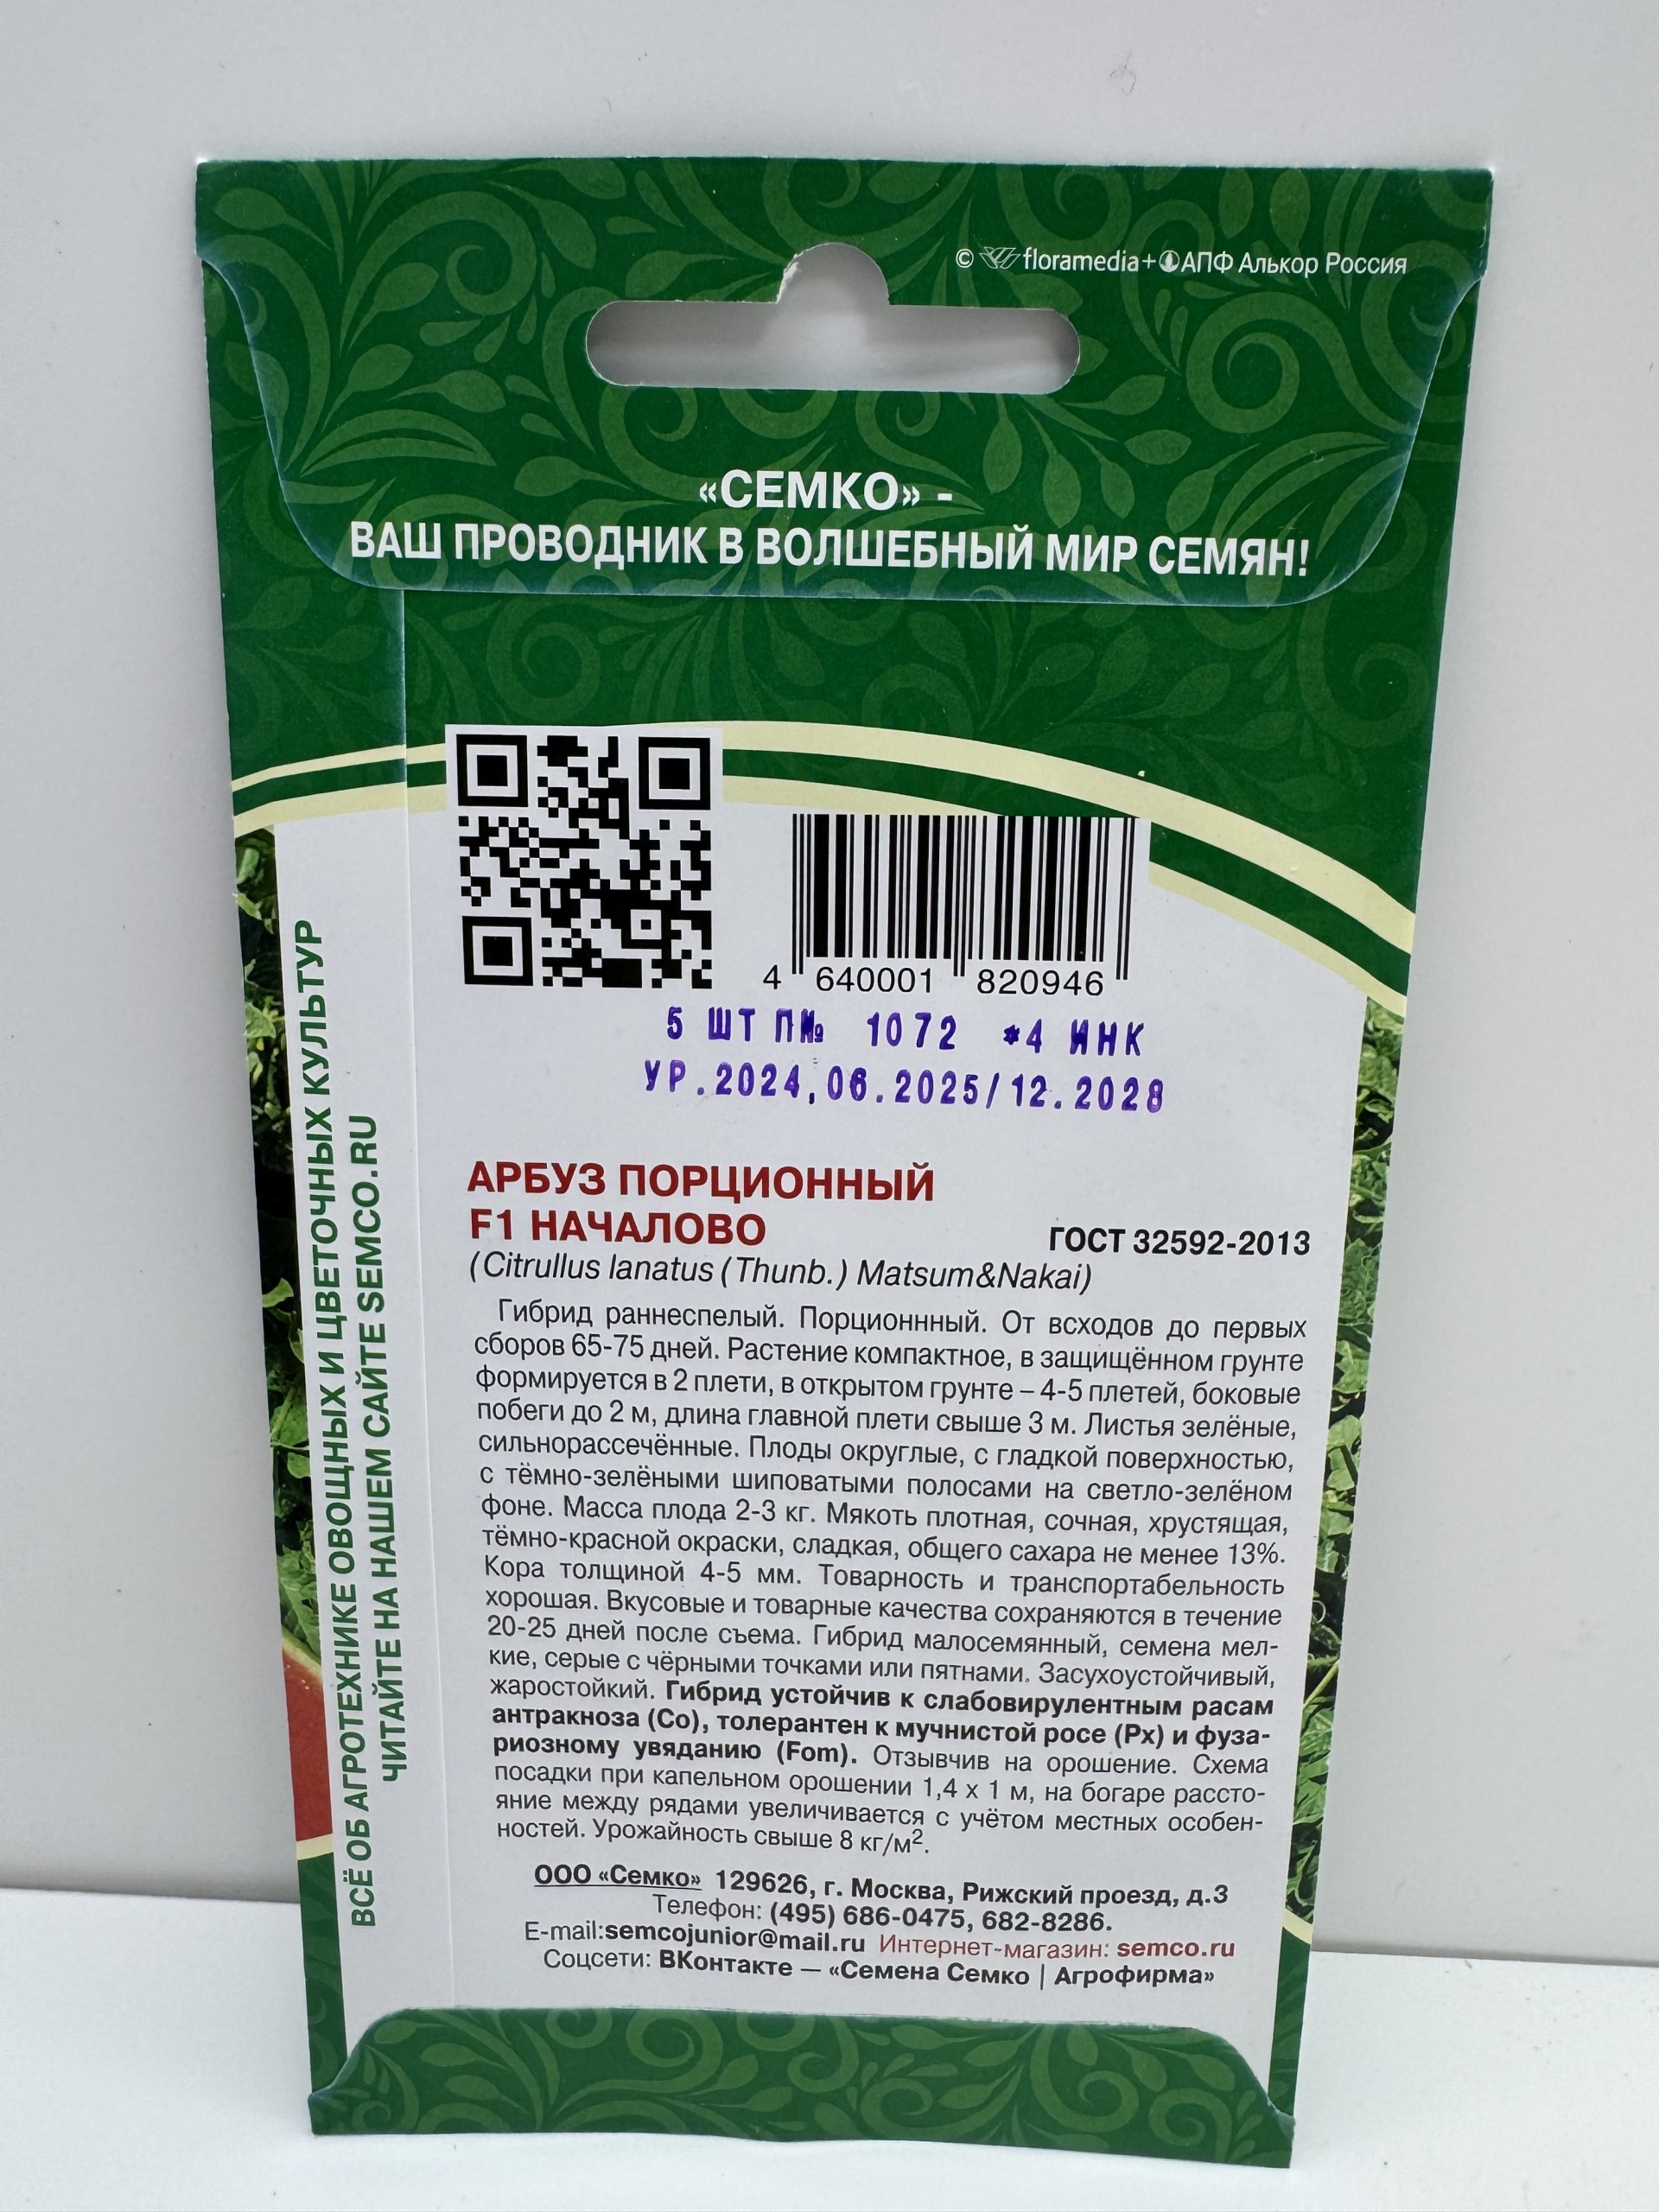 © floramedia+АПФ Алькор Россия
«СЕМКО» -
ВАШ ПРОВОДНИК В ВОЛШЕБНЫЙ МИР СЕМЯН!
4 640001 820946
5 ШТ П№ 1072 *4 ИНК
УР.2024,06.2025/12.2028
ВСЁ ОБ АГРОТЕХНИКЕ ОВОЩНЫХ И ЦВЕТОЧНЫХ КУЛЬТУР
ЧИТАЙТЕ НА НАШЕМ САЙТЕ SEMCO.RU
АРБУЗ ПОРЦИОННЫЙ
F1 НАЧАЛОВО
ГОСТ 32592-2013
(Citrullus lanatus (Thunb.) Matsum&Nakai)
Гибрид раннеспелый. Порционнный. От всходов до первых
сборов 65-75 дней. Растение компактное, в защищённом грунте
формируется в 2 плети, в открытом грунте – 4-5 плетей, боковые
побеги до 2 м, длина главной плети свыше 3 м. Листья зелёные,
сильнорассечённые. Плоды округлые, с гладкой поверхностью,
с тёмно-зелёными шиповатыми полосами на светло-зелёном
фоне. Масса плода 2-3 кг. Мякоть плотная, сочная, хрустящая,
тёмно-красной окраски, сладкая, общего сахара не менее 13%.
Кора толщиной 4-5 мм. Товарность и транспортабельность
хорошая. Вкусовые и товарные качества сохраняются в течение
20-25 дней после съема. Гибрид малосемянный, семена мел-
кие, серые с чёрными точками или пятнами. Засухоустойчивый,
жаростойкий. Гибрид устойчив к слабовирулентным расам
антракноза (Co), толерантен к мучнистой росе (Px) и фуза-
риозному увяданию (Fom). Отзывчив на орошение. Схема
посадки при капельном орошении 1,4 х 1 м, на богаре рассто-
яние между рядами увеличивается с учётом местных особен-
ностей. Урожайность свыше 8 кг/м².
ООО «Семко» 129626, г. Москва, Рижский проезд, д.3
Телефон: (495) 686-0475, 682-8286.
E-mail:semcojunior@mail.ru Интернет-магазин: semco.ru
Соцсети: ВКонтакте — «Семена Семко | Агрофирма»